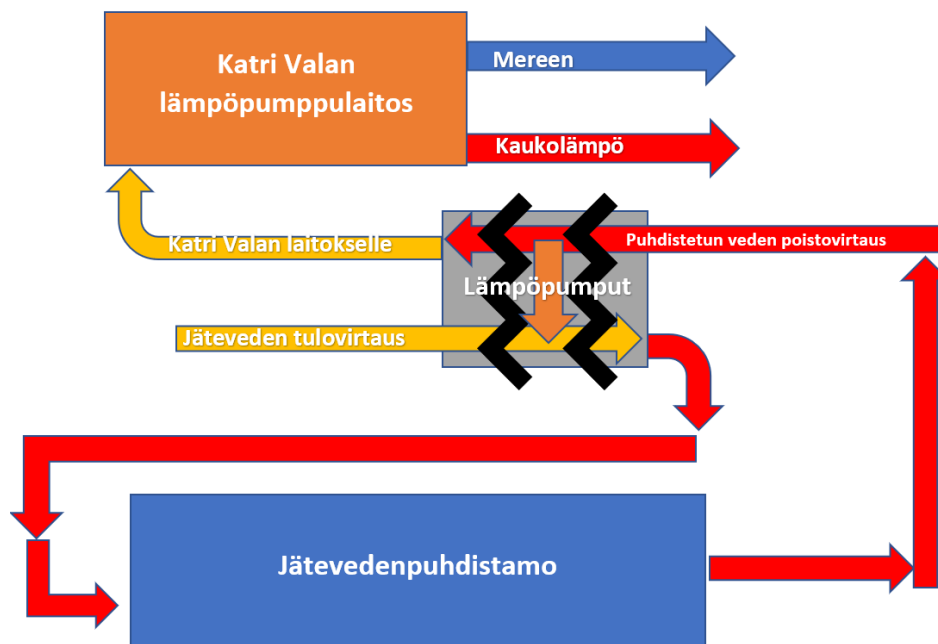 Katri Valan
lämpöpumppulaitos
Mereen
Kaukolämpö
Katri Valan laitokselle
Puhdistetun veden poistovirtaus
Lämpöpumput
Jäteveden tulovirtaus
Jätevedenpuhdistamo